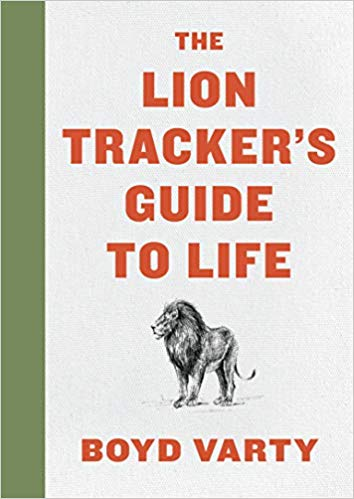 THE
LION
TRACKER'S
GUIDE
TO LIFE
BOYD VARTY